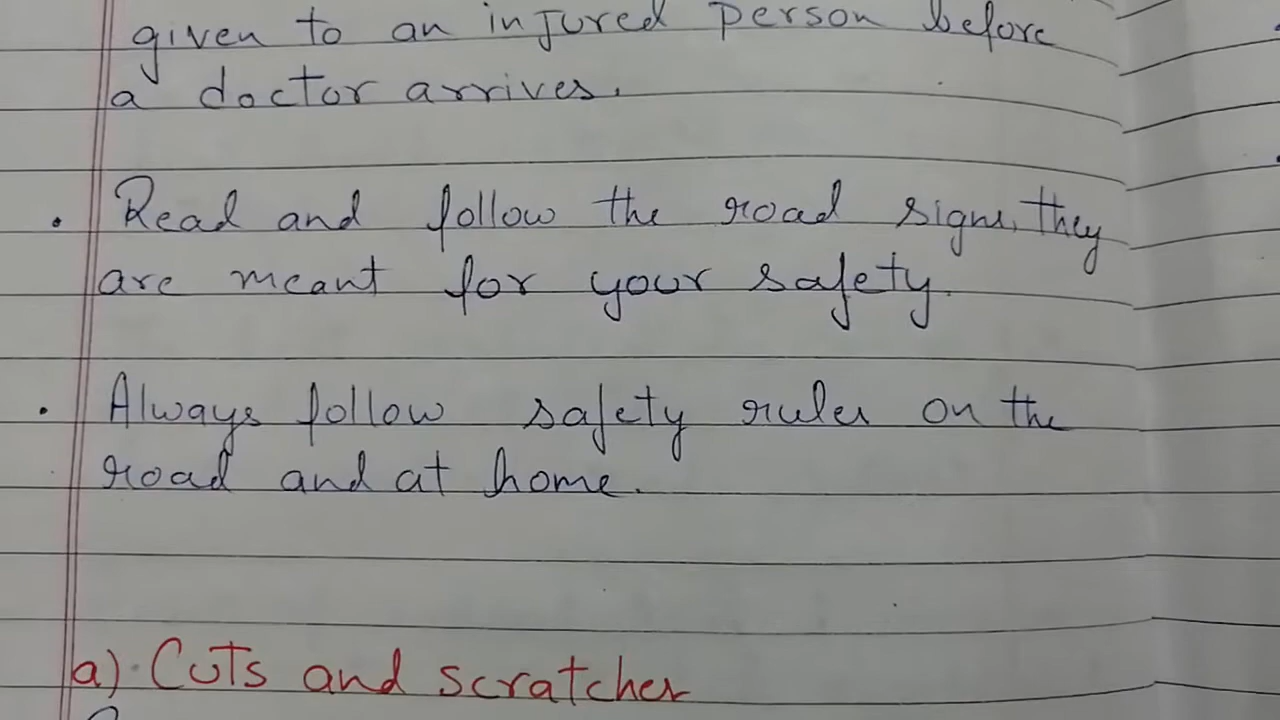 given to an injured person before
a doctor arrives.
. Read and follow the road signs, they
are meant for your safety.
. Always follow safety rules on the
road and at home.
a) Cuts and scratches